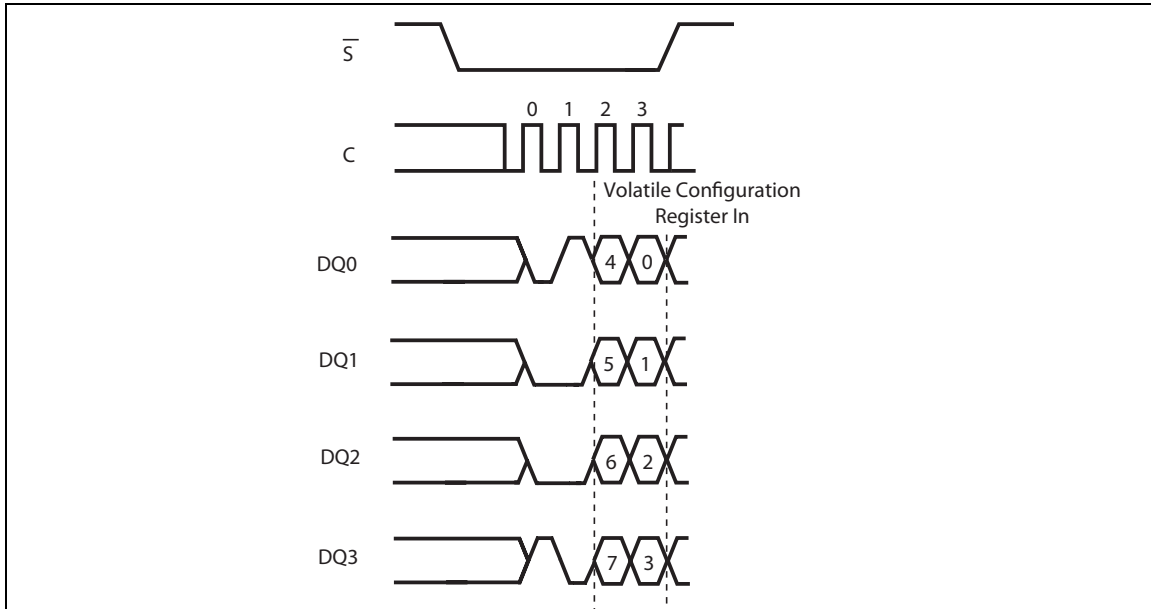 S
0 1 2 3
C
Volatile Configuration
Register In
DQ0
4 0
DQ1
5 1
DQ2
6 2
DQ3
7 3